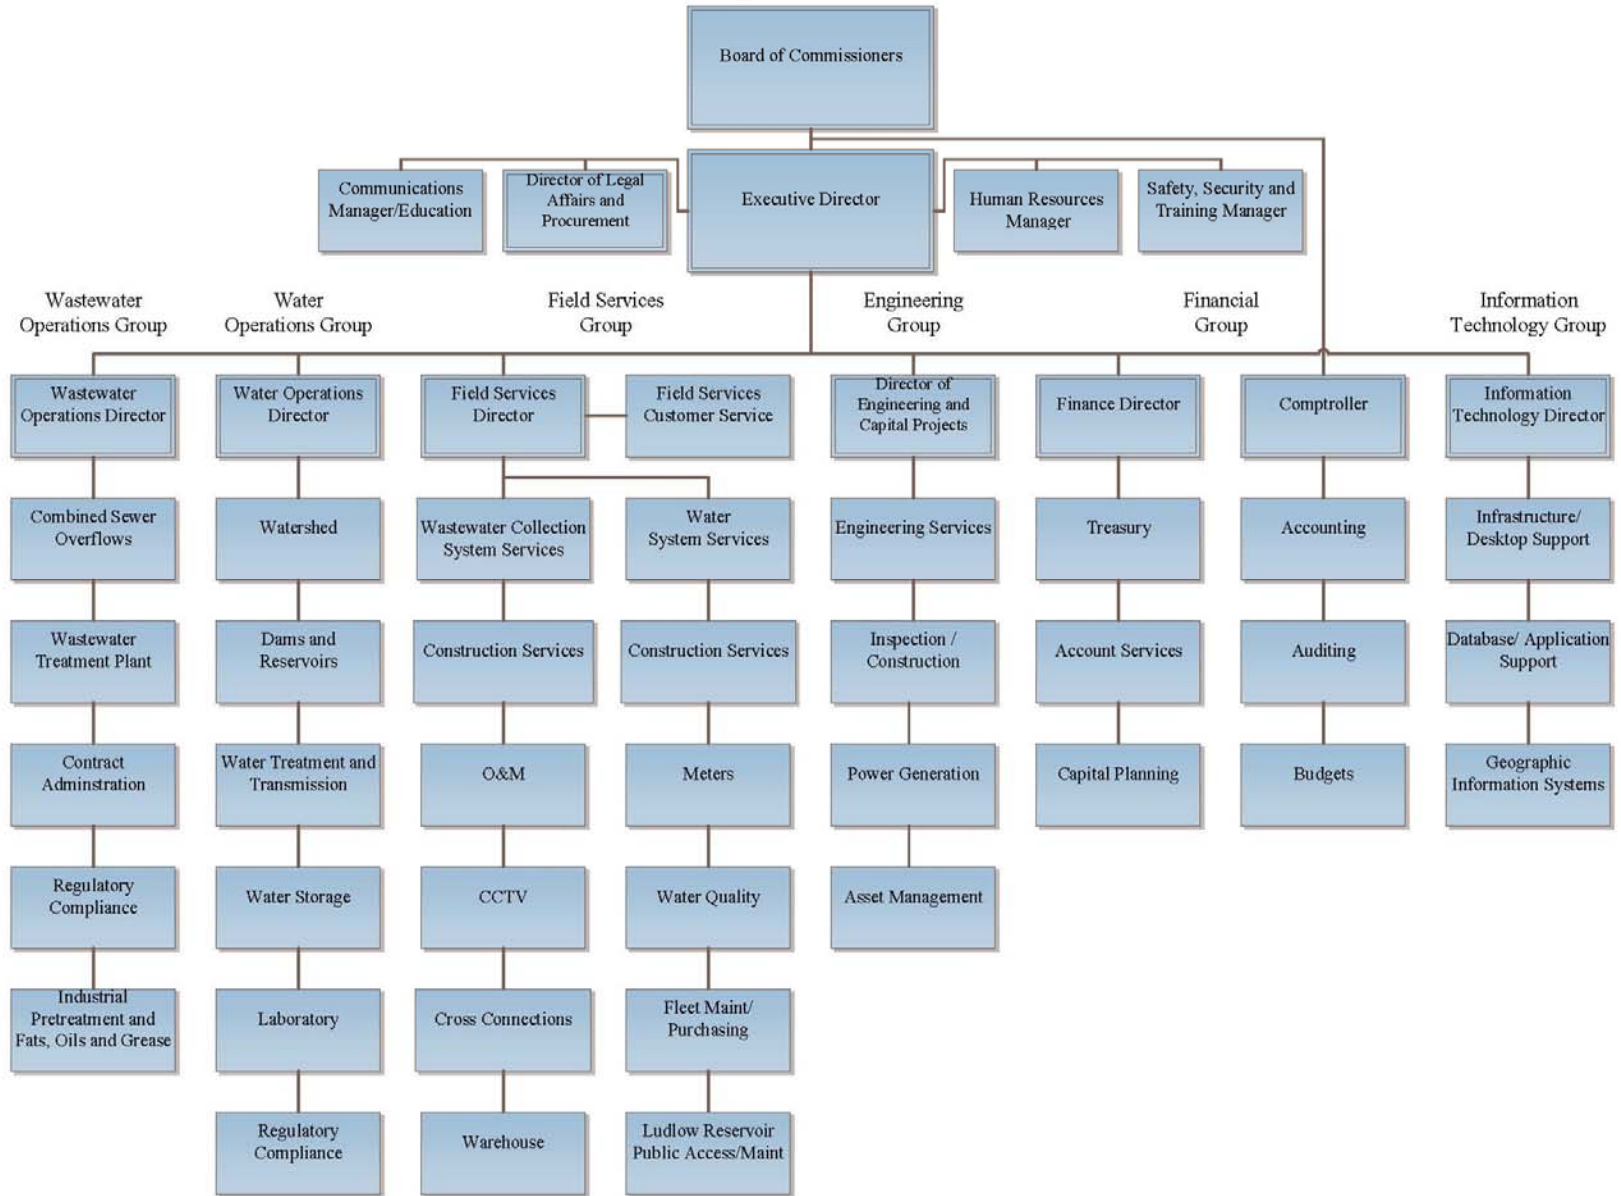 Board of Commissioners
Communications
Manager/Education
Director of Legal
Affairs and
Procurement
Executive Director
Human Resources
Manager
Safety, Security and
Training Manager
Wastewater
Operations Group
Water
Operations Group
Field Services
Group
Engineering
Group
Financial
Group
Information
Technology Group
Wastewater
Operations Director
Water Operations
Director
Field Services
Director
Field Services
Customer Service
Director of
Engineering and
Capital Projects
Finance Director
Comptroller
Information
Technology Director
Combined Sewer
Overflows
Watershed
Wastewater Collection
System Services
Water
System Services
Engineering Services
Treasury
Accounting
Infrastructure/
Desktop Support
Wastewater
Treatment Plant
Dams and
Reservoirs
Construction Services
Construction Services
Inspection /
Construction
Account Services
Auditing
Database/ Application
Support
Contract
Adminstration
Water Treatment and
Transmission
O&M
Meters
Power Generation
Capital Planning
Budgets
Geographic
Information Systems
Regulatory
Compliance
Water Storage
CCTV
Water Quality
Asset Management
Industrial
Pretreatment and
Fats, Oils and Grease
Laboratory
Cross Connections
Fleet Maint/
Purchasing
Regulatory
Compliance
Warehouse
Ludlow Reservoir
Public Access/Maint